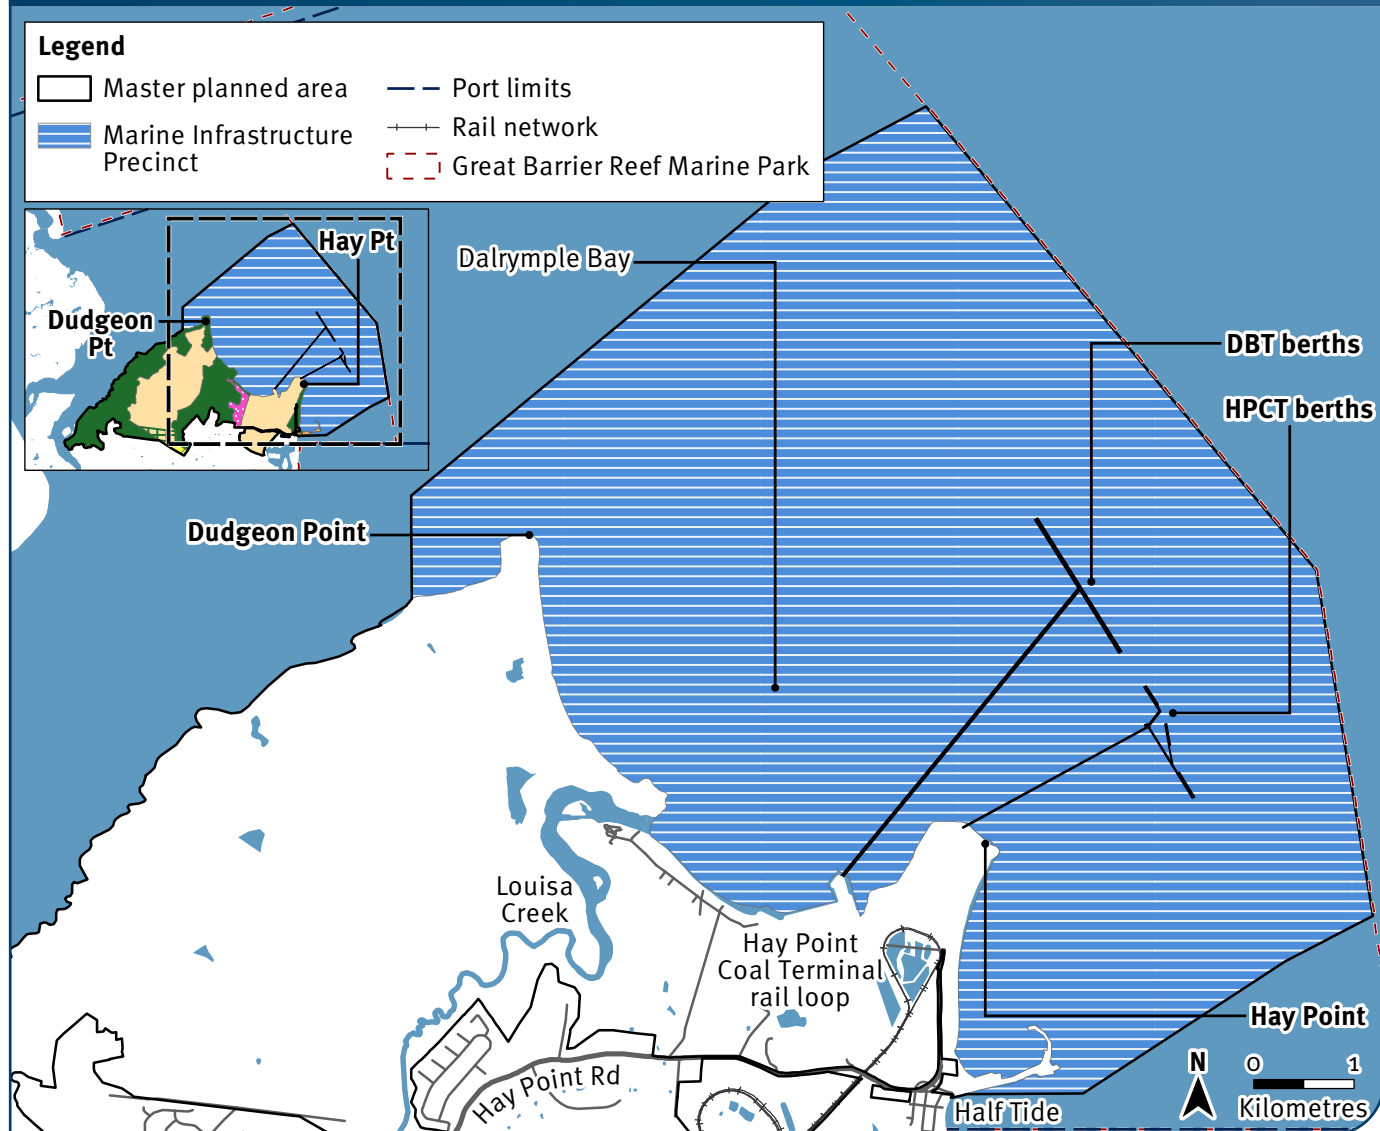 Legend
Master planned area
Marine Infrastructure
Precinct
Port limits
Rail network
Great Barrier Reef Marine Park
Hay Pt
Dudgeon
Pt
Dalrymple Bay
DBT berths
HPCT berths
Dudgeon Point
Louisa
Creek
Hay Point
Coal Terminal
rail loop
Hay Point
Hay Point Rd
Half Tide
N
0 1
Kilometres